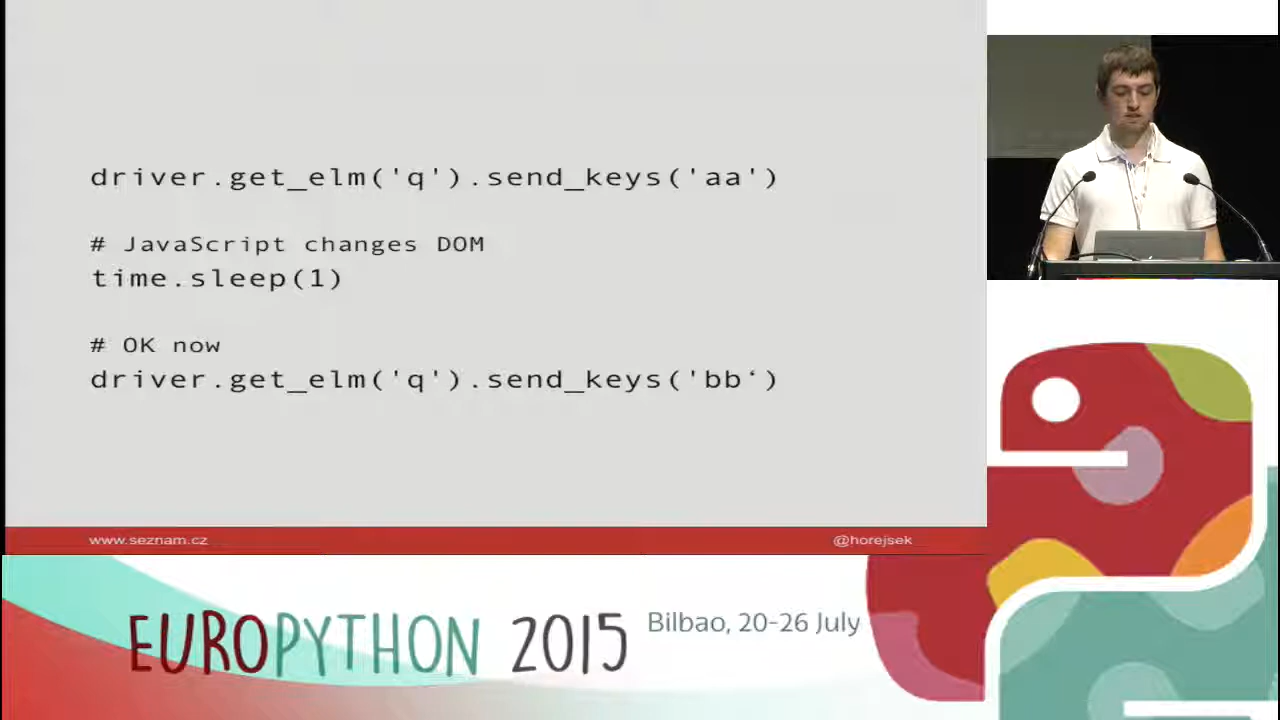 driver.get_elm('q').send_keys('aa')
# JavaScript changes DOM
time.sleep(1)
# OK now
driver.get_elm('q').send_keys('bb‘)
www.seznam.cz
@horejsek
EUROPYTHON 2015
Bilbao, 20-26 July